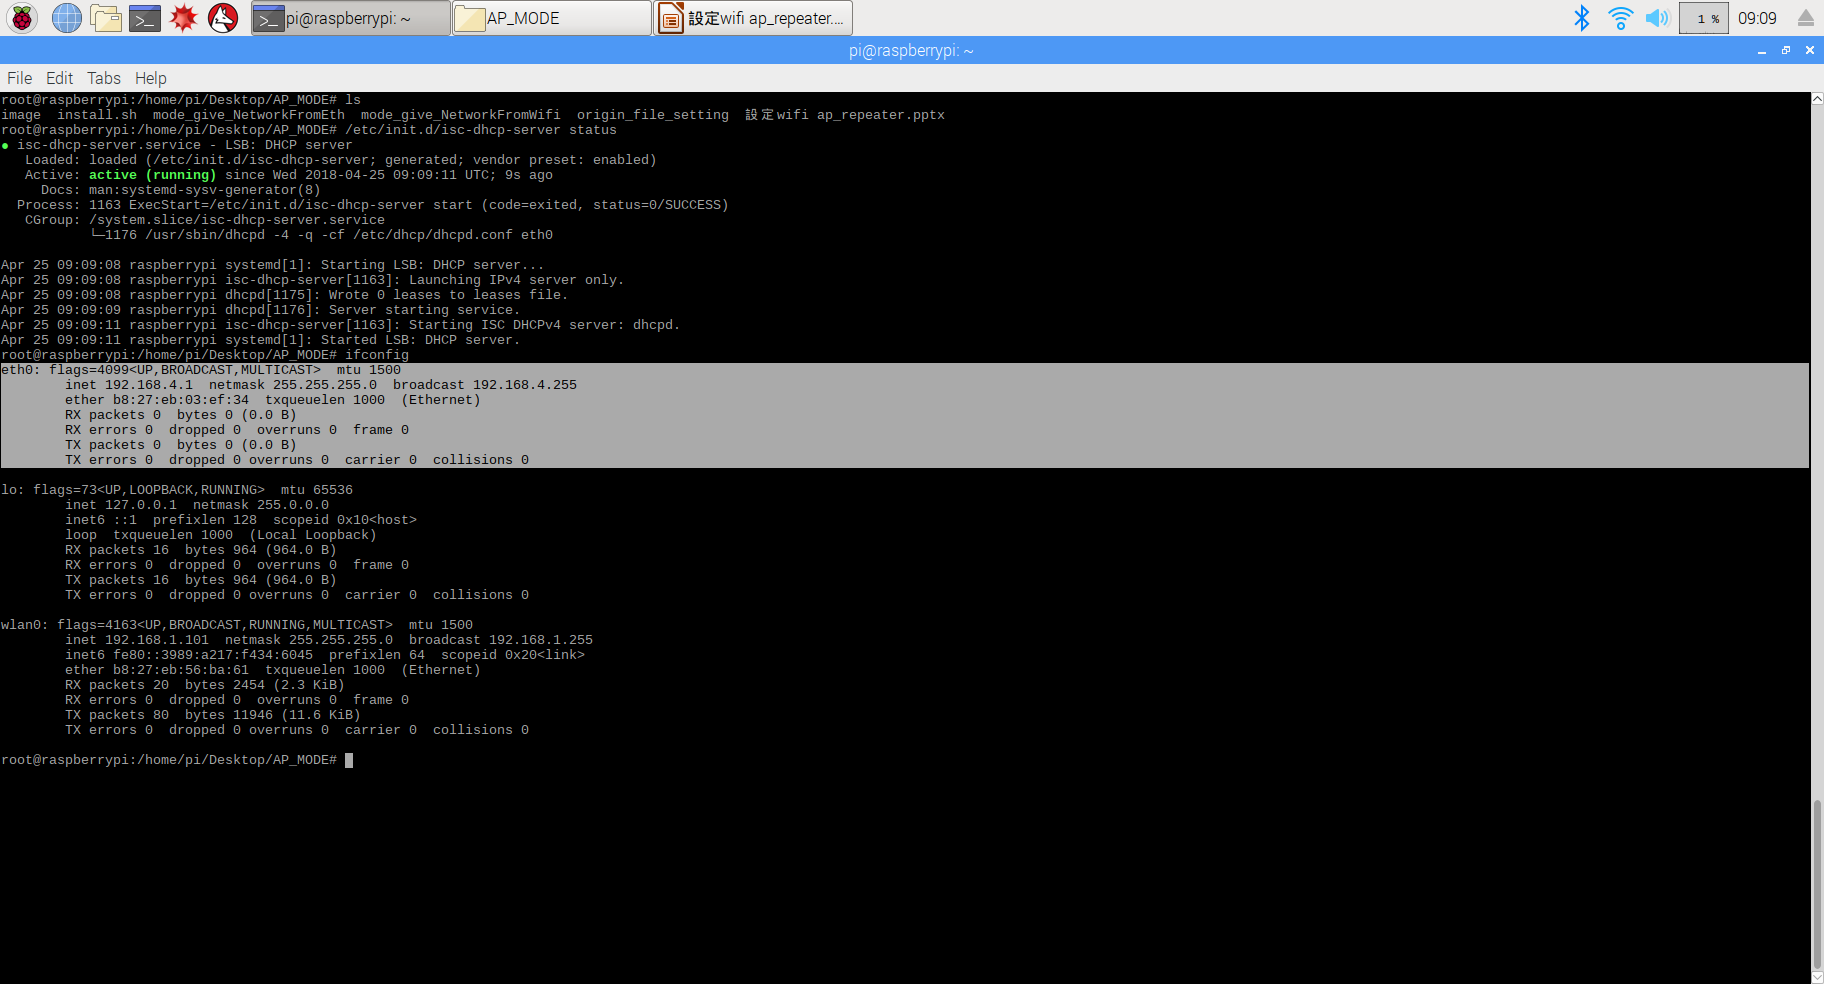 pi@raspberrypi: ~
AP_MODE
設定wifi ap_repeater....
1 %
09:09
pi@raspberrypi: ~
File Edit Tabs Help
root@raspberrypi:/home/pi/Desktop/AP_MODE# ls
image  install.sh  mode_give_NetworkFromEth  mode_give_NetworkFromWifi  origin_file_setting  設定wifi ap_repeater.pptx
root@raspberrypi:/home/pi/Desktop/AP_MODE# /etc/init.d/isc-dhcp-server status
● isc-dhcp-server.service - LSB: DHCP server
   Loaded: loaded (/etc/init.d/isc-dhcp-server; generated; vendor preset: enabled)
   Active: active (running) since Wed 2018-04-25 09:09:11 UTC; 9s ago
     Docs: man:systemd-sysv-generator(8)
  Process: 1163 ExecStart=/etc/init.d/isc-dhcp-server start (code=exited, status=0/SUCCESS)
   CGroup: /system.slice/isc-dhcp-server.service
           └─1176 /usr/sbin/dhcpd -4 -q -cf /etc/dhcp/dhcpd.conf eth0
Apr 25 09:09:08 raspberrypi systemd[1]: Starting LSB: DHCP server...
Apr 25 09:09:08 raspberrypi isc-dhcp-server[1163]: Launching IPv4 server only.
Apr 25 09:09:08 raspberrypi dhcpd[1175]: Wrote 0 leases to leases file.
Apr 25 09:09:09 raspberrypi dhcpd[1176]: Server starting service.
Apr 25 09:09:11 raspberrypi isc-dhcp-server[1163]: Starting ISC DHCPv4 server: dhcpd.
Apr 25 09:09:11 raspberrypi systemd[1]: Started LSB: DHCP server.
root@raspberrypi:/home/pi/Desktop/AP_MODE# ifconfig
eth0: flags=4099<UP,BROADCAST,MULTICAST>  mtu 1500
        inet 192.168.4.1  netmask 255.255.255.0  broadcast 192.168.4.255
        ether b8:27:eb:03:ef:34  txqueuelen 1000  (Ethernet)
        RX packets 0  bytes 0 (0.0 B)
        RX errors 0  dropped 0  overruns 0  frame 0
        TX packets 0  bytes 0 (0.0 B)
        TX errors 0  dropped 0 overruns 0  carrier 0  collisions 0
lo: flags=73<UP,LOOPBACK,RUNNING>  mtu 65536
        inet 127.0.0.1  netmask 255.0.0.0
        inet6 ::1  prefixlen 128  scopeid 0x10<host>
        loop  txqueuelen 1000  (Local Loopback)
        RX packets 16  bytes 964 (964.0 B)
        RX errors 0  dropped 0  overruns 0  frame 0
        TX packets 16  bytes 964 (964.0 B)
        TX errors 0  dropped 0 overruns 0  carrier 0  collisions 0
wlan0: flags=4163<UP,BROADCAST,RUNNING,MULTICAST>  mtu 1500
        inet 192.168.1.101  netmask 255.255.255.0  broadcast 192.168.1.255
        inet6 fe80::3989:a217:f434:6045  prefixlen 64  scopeid 0x20<link>
        ether b8:27:eb:56:ba:61  txqueuelen 1000  (Ethernet)
        RX packets 20  bytes 2454 (2.3 KiB)
        RX errors 0  dropped 0  overruns 0  frame 0
        TX packets 80  bytes 11946 (11.6 KiB)
        TX errors 0  dropped 0 overruns 0  carrier 0  collisions 0
root@raspberrypi:/home/pi/Desktop/AP_MODE#